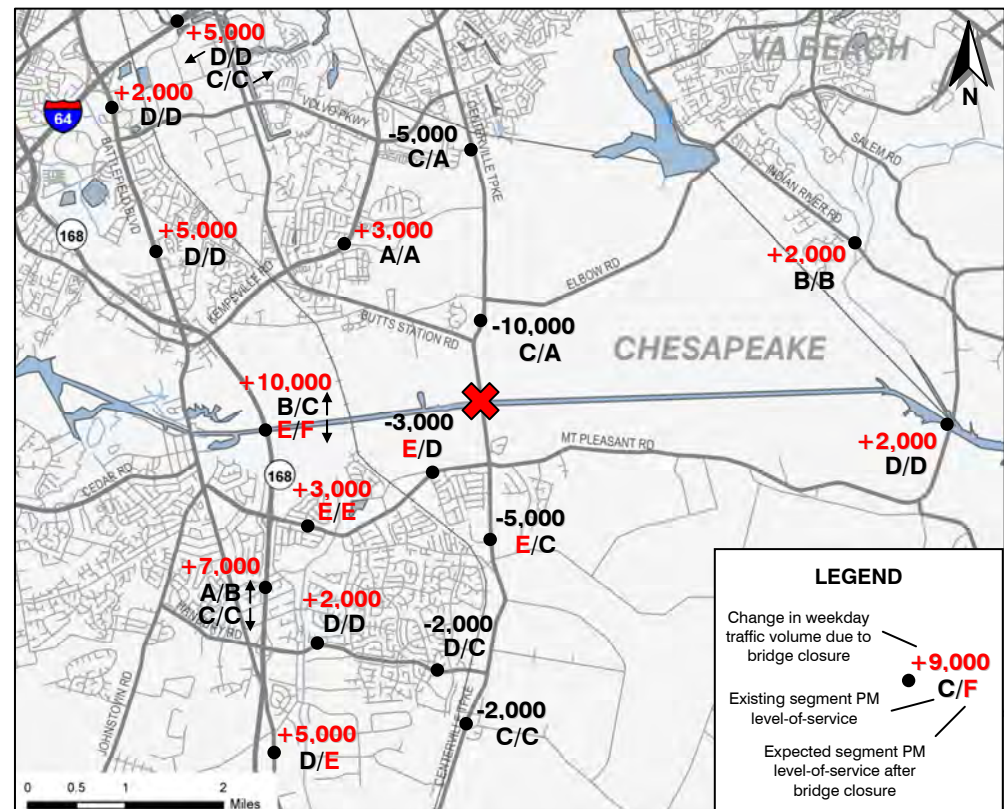 +5,000
D/D
C/C
VA BEACH
N
+2,000
D/D
64
VOLVO PKWY
CENTERVILLE TPKE
-5,000
C/A
SALEM RD
BATTLEFIELD BLVD
INDIAN RIVER RD
168
+5,000
D/D
+3,000
A/A
+2,000
B/B
KEMPSVILLE RD
ELBOW RD
BUTTS STATION RD
-10,000
C/A
CHESAPEAKE
+10,000
B/C
E/F
-3,000
E/D
MT PLEASANT RD
+2,000
D/D
CEDAR RD
168
+3,000
E/E
-5,000
E/C
+7,000
A/B
C/C
HANBURY RD
+2,000
D/D
-2,000
D/C
JOHNSTOWN RD
CENTERVILLE TPKE
-2,000
C/C
+5,000
D/E
0 0.5 1 2
Miles
LEGEND
Change in weekday
traffic volume due to
bridge closure
+9,000
C/F
Existing segment PM
level-of-service
Expected segment PM
level-of-service after
bridge closure